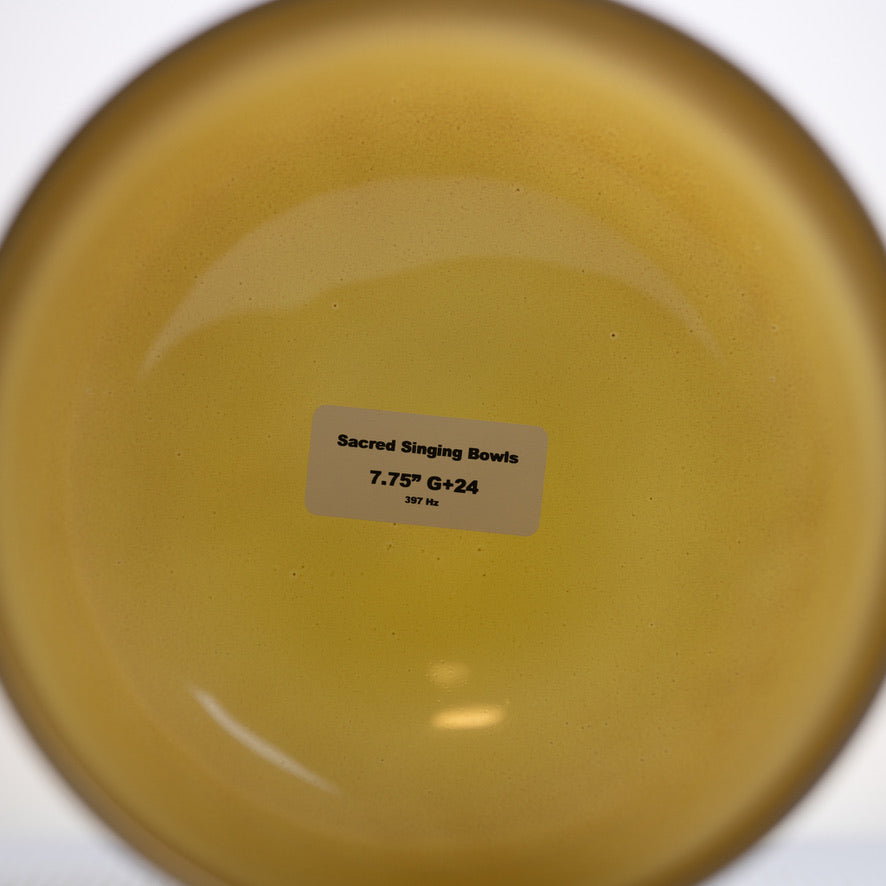 Sacred Singing Bowls
7.75” G+24
397 Hz